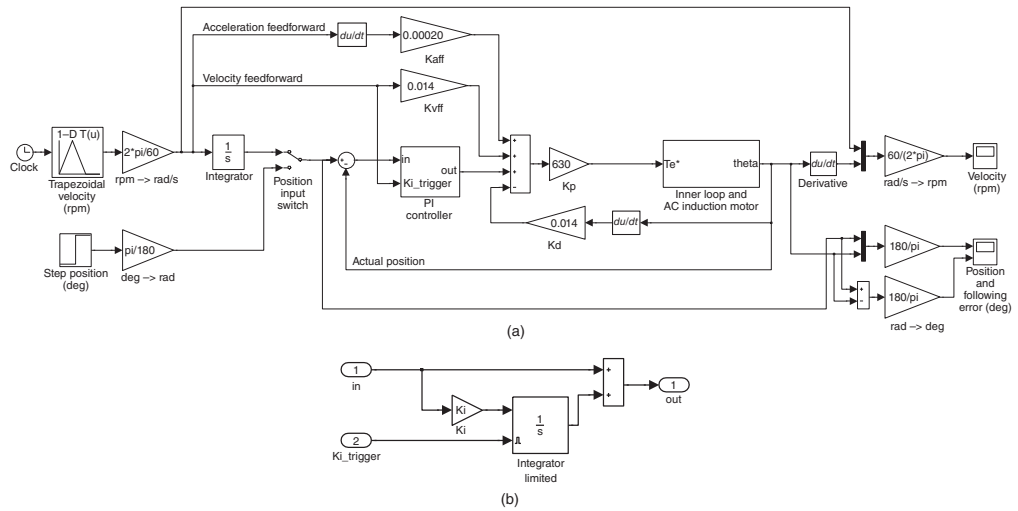 Acceleration feedforward
du/dt
0.00020
Kaff
Velocity feedforward
0.014
Kvff
1–D T(u)
Clock
Trapezoidal
velocity
(rpm)
2*pi/60
rpm –> rad/s
1
s
Integrator
Position
input
switch
+
-
in
out
Ki_trigger
PI
controller
+
+
+
-
630
Kp
Te*
theta
Inner loop and
AC induction motor
du/dt
Derivative
60/(2*pi)
rad/s –> rpm
Velocity
(rpm)
0.014
Kd
du/dt
Step position
(deg)
pi/180
deg –> rad
Actual position
180/pi
+
-
180/pi
rad –> deg
Position
and
following
error (deg)
(a)
1
in
Ki
Ki
2
Ki_trigger
1
s
Integrator
limited
+
+
1
out
(b)